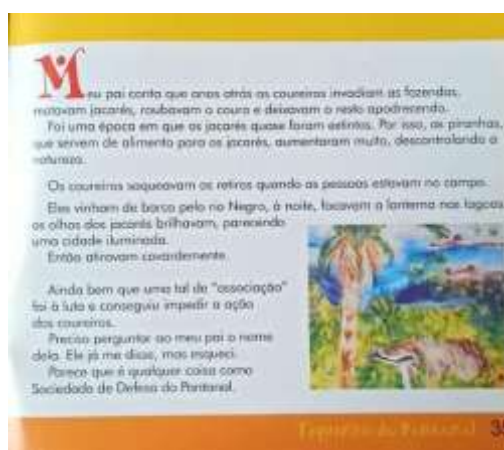 Meu pai conta que anos atrás os coureiros invadiam as fazendas,
matavam jacarés, roubavam o couro e deixavam o resto apodrecendo.
Foi uma época em que os jacarés quase foram extintos. Por isso, as piranhas,
que servem de alimento para os jacarés, aumentaram muito, descontrolando a
natureza.
Os coureiros saqueavam os retiros quando as pessoas estavam no campo.
Eles vinham de barco pelo rio Negro, à noite, focavam a lanterna nas lagoas
os olhos dos jacarés brilhavam, parecendo
uma cidade iluminada.
Então atiravam covardemente.
Ainda bem que uma tal de "associação"
foi à luta e conseguiu impedir a ação
dos coureiros.
Preciso perguntar ao meu pai o nome
dela. Ele já me disse, mas esqueci.
Parece que é qualquer coisa como
Sociedade de Defesa do Pantanal.
do Pantanal 35